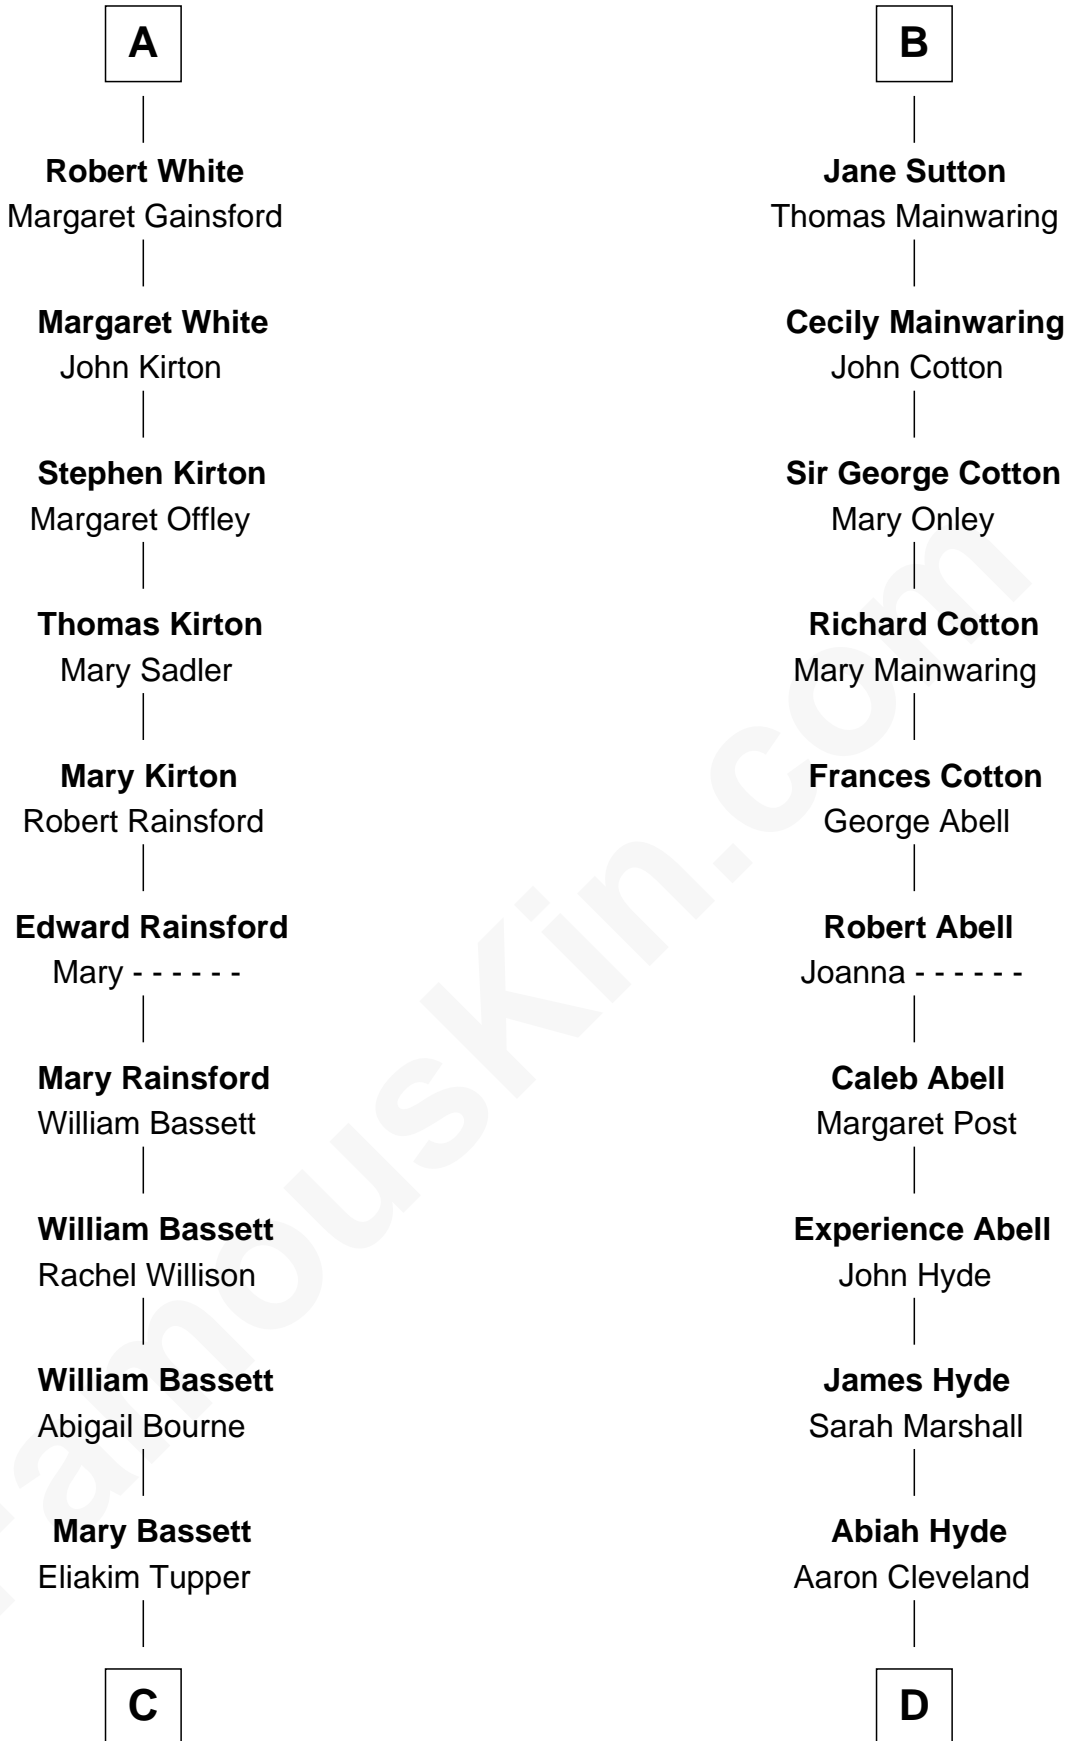 A
Robert White
Margaret Gainsford
Margaret White
John Kirton
Stephen Kirton
Margaret Offley
Thomas Kirton
Mary Sadler
Mary Kirton
Robert Rainsford
Edward Rainsford
Mary - - - - - -
Mary Rainsford
William Bassett
William Bassett
Rachel Willison
William Bassett
Abigail Bourne
Mary Bassett
Eliakim Tupper
C
B
Jane Sutton
Thomas Mainwaring
Cecily Mainwaring
John Cotton
Sir George Cotton
Mary Onley
Richard Cotton
Mary Mainwaring
Frances Cotton
George Abell
Robert Abell
Joanna - - - - - -
Caleb Abell
Margaret Post
Experience Abell
John Hyde
James Hyde
Sarah Marshall
Abiah Hyde
Aaron Cleveland
D
FamousKin.com